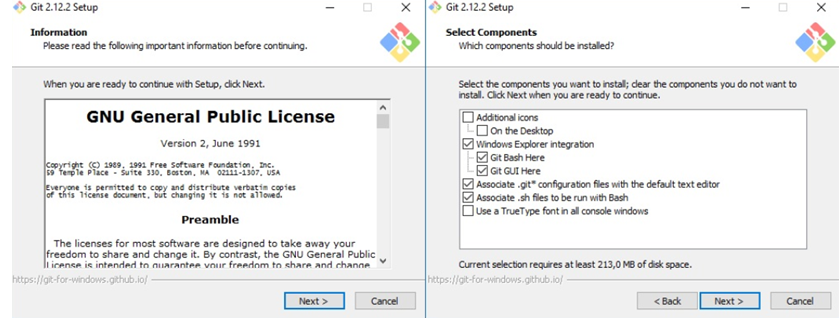 Git 2.12.2 Setup
Information
Please read the following important information before continuing.
When you are ready to continue with Setup, click Next.
GNU General Public License
Version 2, June 1991
Copyright (C) 1989, 1991 Free Software Foundation, Inc.
59 Temple Place - Suite 330, Boston, MA  02111-1307, USA
Everyone is permitted to copy and distribute verbatim copies
of this license document, but changing it is not allowed.
Preamble
The licenses for most software are designed to take away your
freedom to share and change it. By contrast, the GNU General Public
License is intended to guarantee your freedom to share and change
https://git-for-windows.github.io/
Next >
Cancel
Git 2.12.2 Setup
Select Components
Which components should be installed?
Select the components you want to install; clear the components you do not want to
install. Click Next when you are ready to continue.
Additional icons
On the Desktop
Windows Explorer integration
Git Bash Here
Git GUI Here
Associate .git* configuration files with the default text editor
Associate .sh files to be run with Bash
Use a TrueType font in all console windows
Current selection requires at least 213,0 MB of disk space.
https://git-for-windows.github.io/
< Back
Next >
Cancel